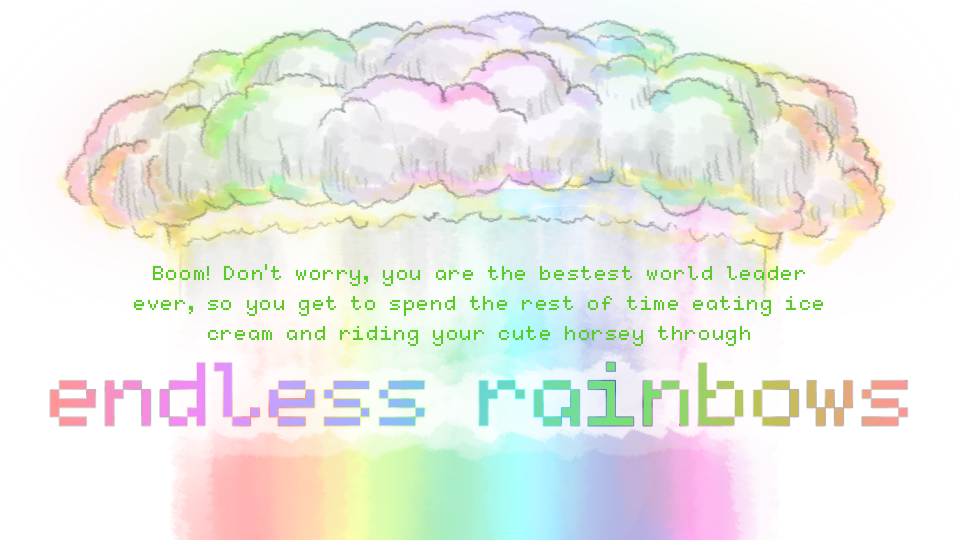 Boom! Don't worry, you are the bestest world leader
ever, so you get to spend the rest of time eating ice
cream and riding your cute horsey through
endless rainbows